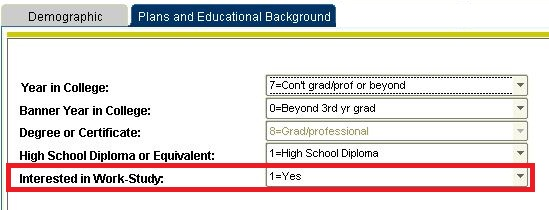 Demographic Plans and Educational Background
Year in College: 7=Con't grad/prof or beyond
Banner Year in College: 0=Beyond 3rd yr grad
Degree or Certificate: 8=Grad/professional
High School Diploma or Equivalent: 1=High School Diploma
Interested in Work-Study: 1=Yes